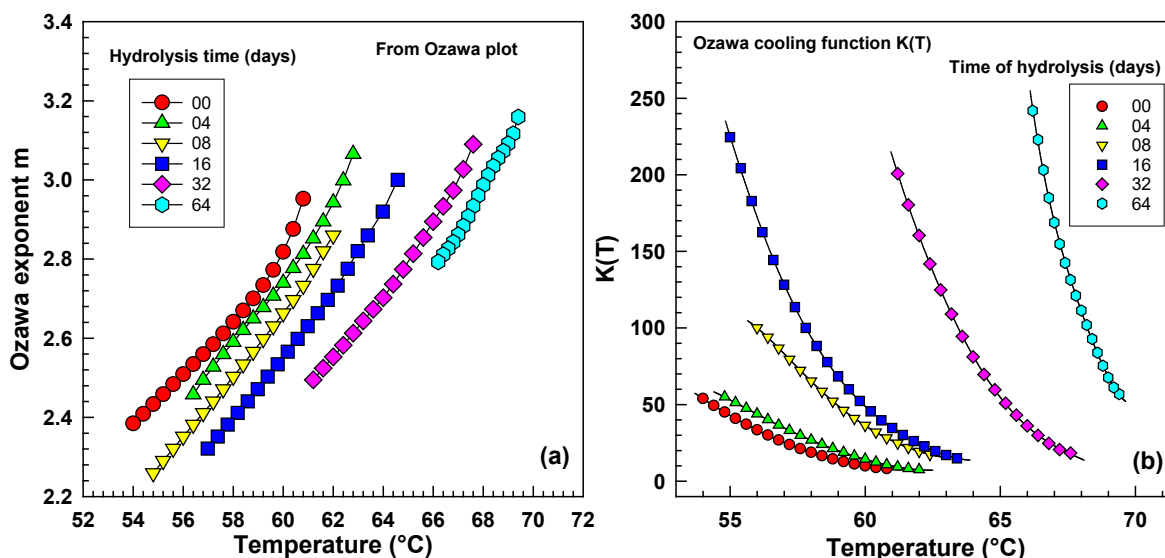 3.4
3.2
3.0
2.8
2.6
2.4
2.2
Ozawa exponent m
Hydrolysis time (days)
From Ozawa plot
00
04
08
16
32
64
(a)
52 54 56 58 60 62 64 66 68 70 72
Temperature (°C)
300
250
200
150
100
50
0
K(T)
Ozawa cooling function K(T)
Time of hydrolysis (days)
00
04
08
16
32
64
(b)
55 60 65 70
Temperature (°C)